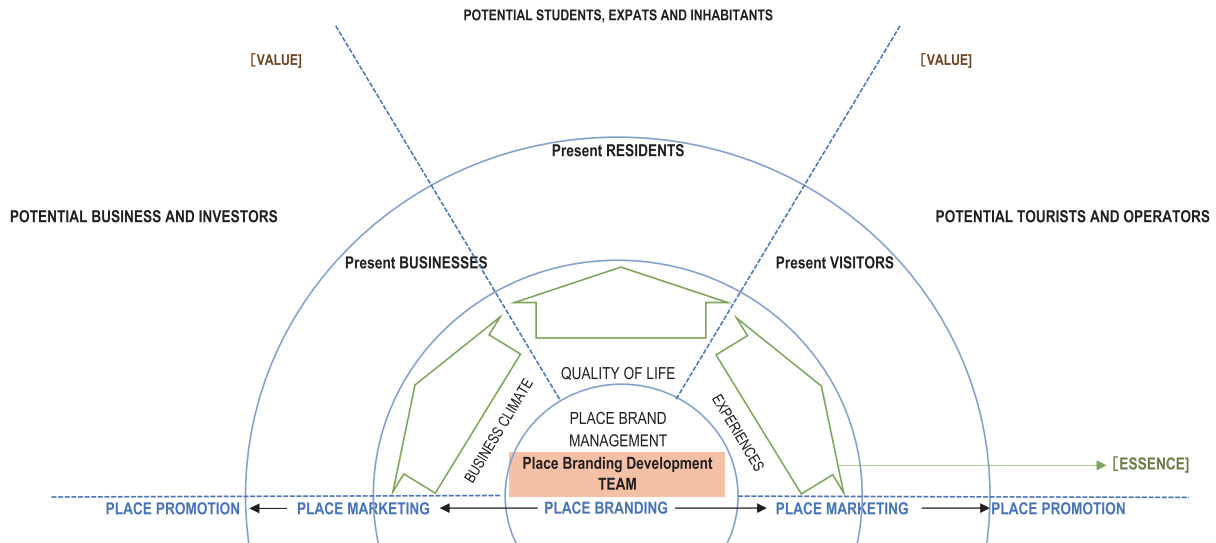 POTENTIAL STUDENTS, EXPATS AND INHABITANTS
[VALUE]
[VALUE]
Present RESIDENTS
POTENTIAL BUSINESS AND INVESTORS
POTENTIAL TOURISTS AND OPERATORS
Present BUSINESSES
Present VISITORS
QUALITY OF LIFE
BUSINESS CLIMATE
EXPERIENCES
PLACE BRAND
MANAGEMENT
Place Branding Development
TEAM
[ESSENCE]
PLACE PROMOTION
PLACE MARKETING
PLACE BRANDING
PLACE MARKETING
PLACE PROMOTION